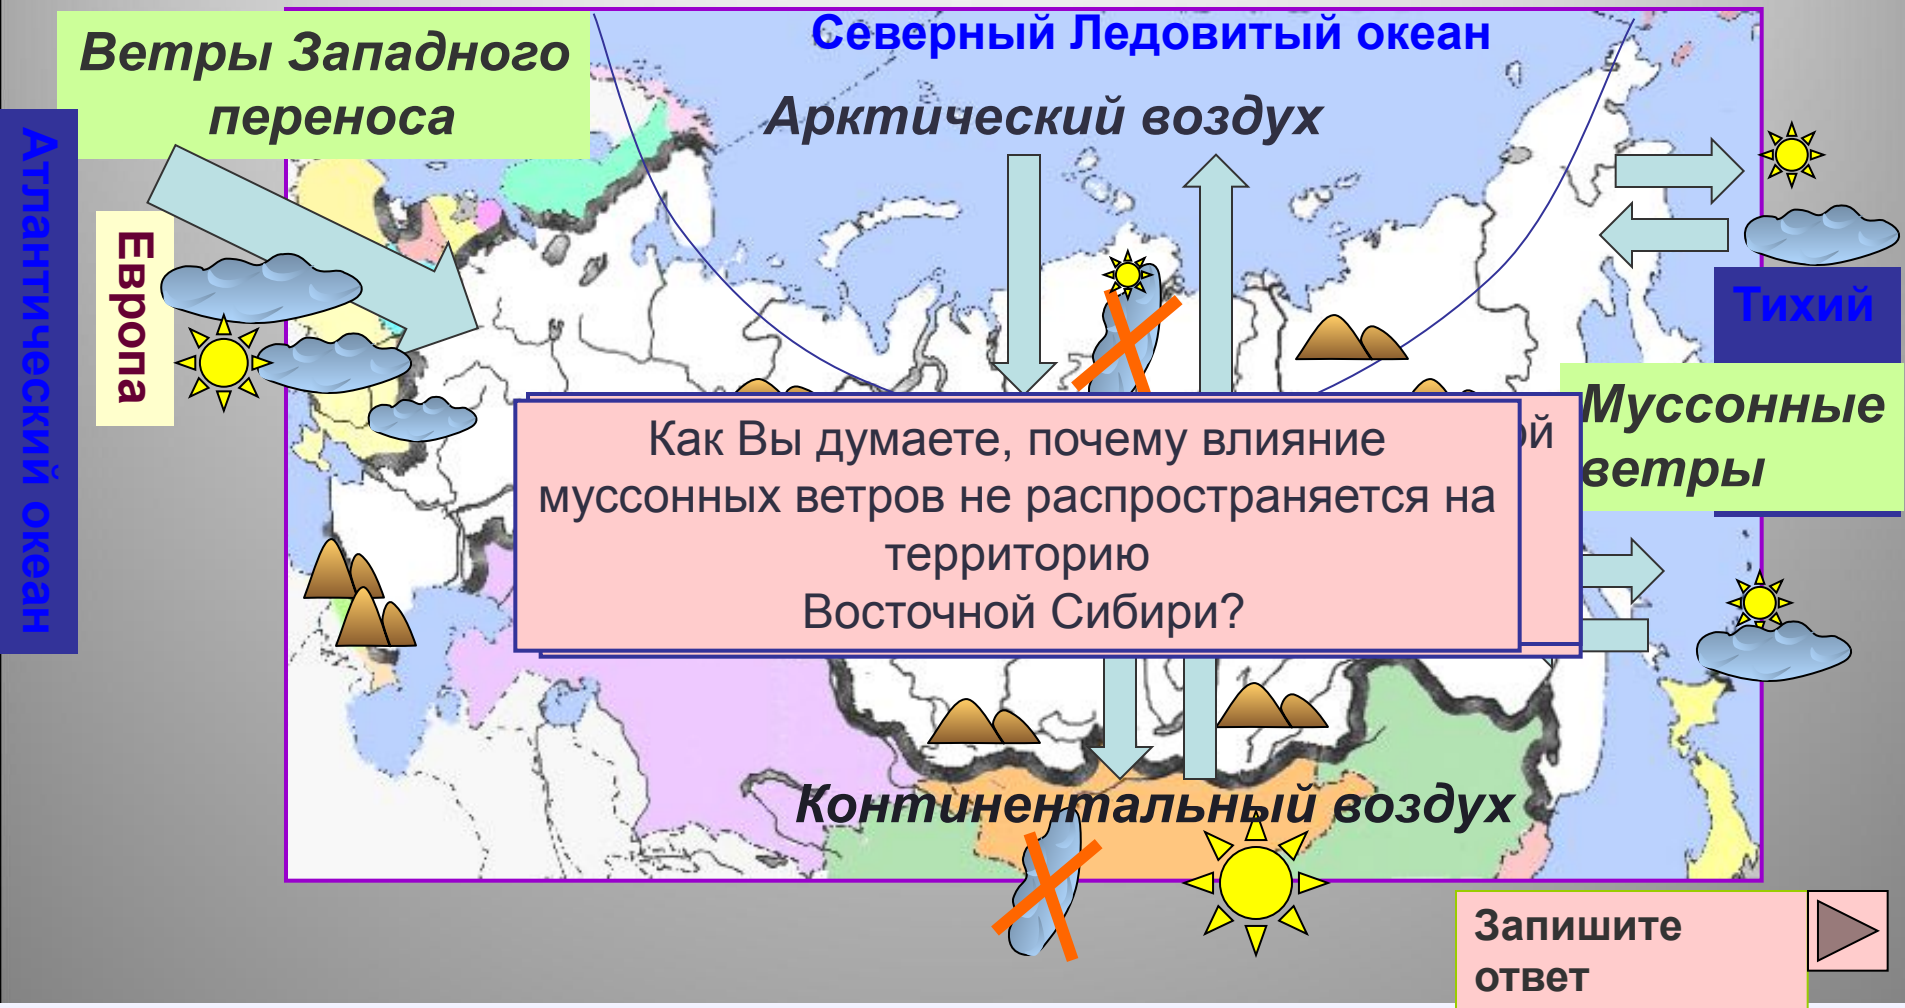 Северный Ледовитый океан
Ветры Западного
переноса
Арктический воздух
Атлантический океан
Европа
Тихий
Муссонные
ветры
Как Вы думаете, почему влияние
муссонных ветров не распространяется на
территорию
Восточной Сибири?
Континентальный воздух
Запишите
ответ